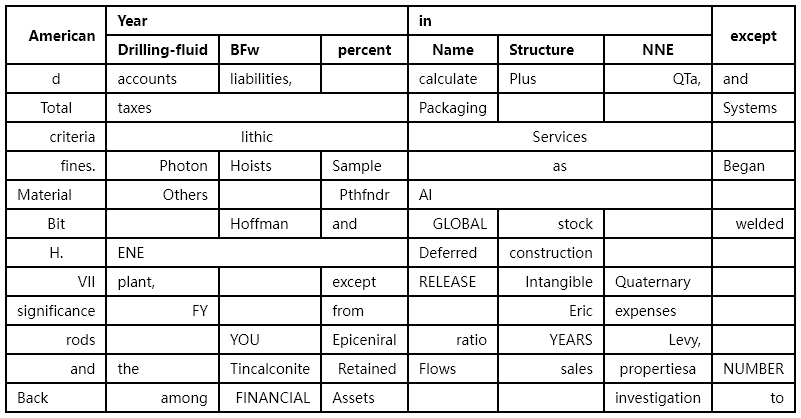 American Year in except
Drilling-fluid BFw percent Name Structure NNE
d accounts liabilities, calculate Plus QTa, and
Total taxes Packaging Systems
criteria lithic Services
fines. Photon Hoists Sample as Began
Material Others Pthfndr AI
Bit Hoffman and GLOBAL stock welded
H. ENE Deferred construction
VII plant, except RELEASE Intangible Quaternary
significance FY from Eric expenses
rods YOU Epiceniral ratio YEARS Levy,
and the Tincalconite Retained Flows sales propertiesa NUMBER
Back among FINANCIAL Assets investigation to